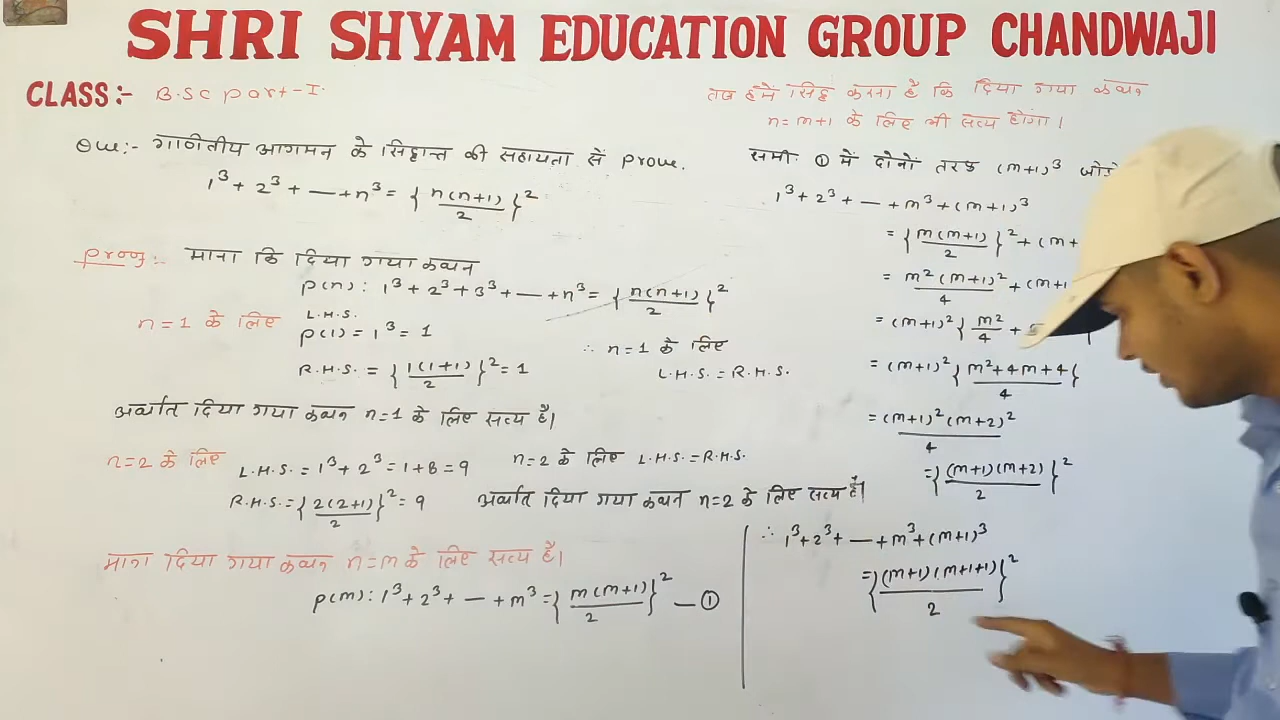 SHRI SHYAM EDUCATION GROUP CHANDWAJI
CLASS:- B.Sc part-I.
Que:- गणितीय आगमन के सिद्धान्त की सहायता से prove.
1³ + 2³ + — + n³ = {n(n+1)/2}²
Proof:- माना कि दिया गया कथन
p(n): 1³ + 2³ + 3³ + — + n³ = {n(n+1)/2}²
n=1 के लिए
L.H.S.
p(1) = 1³ = 1
R.H.S. = {1(1+1)/2}² = 1
∴ n=1 के लिए
L.H.S. = R.H.S.
अर्थात दिया गया कथन n=1 के लिए सत्य है।
n=2 के लिए L.H.S. = 1³ + 2³ = 1+8 = 9
R.H.S. = {2(2+1)/2}² = 9
n=2 के लिए L.H.S. = R.H.S.
अर्थात दिया गया कथन n=2 के लिए सत्य है।
माना दिया गया कथन n=m के लिए सत्य है।
p(m): 1³ + 2³ + — + m³ = {m(m+1)/2}² — ①
तब हमें सिद्ध करना है कि दिया गया कथन
n = m+1 के लिए भी सत्य होगा।
समी. ① में दोनों तरफ (m+1)³ जोड़
1³ + 2³ + — + m³ + (m+1)³
= {m(m+1)/2}² + (m+
= m²(m+1)²/4 + (m+1
= (m+1)² {m²/4 +
= (m+1)² {m²+4m+4/4}
= (m+1)²(m+2)²/4
= {(m+1)(m+2)/2}²
∴ 1³+2³+ — +m³+(m+1)³
= {(m+1)(m+1+1)/2}²